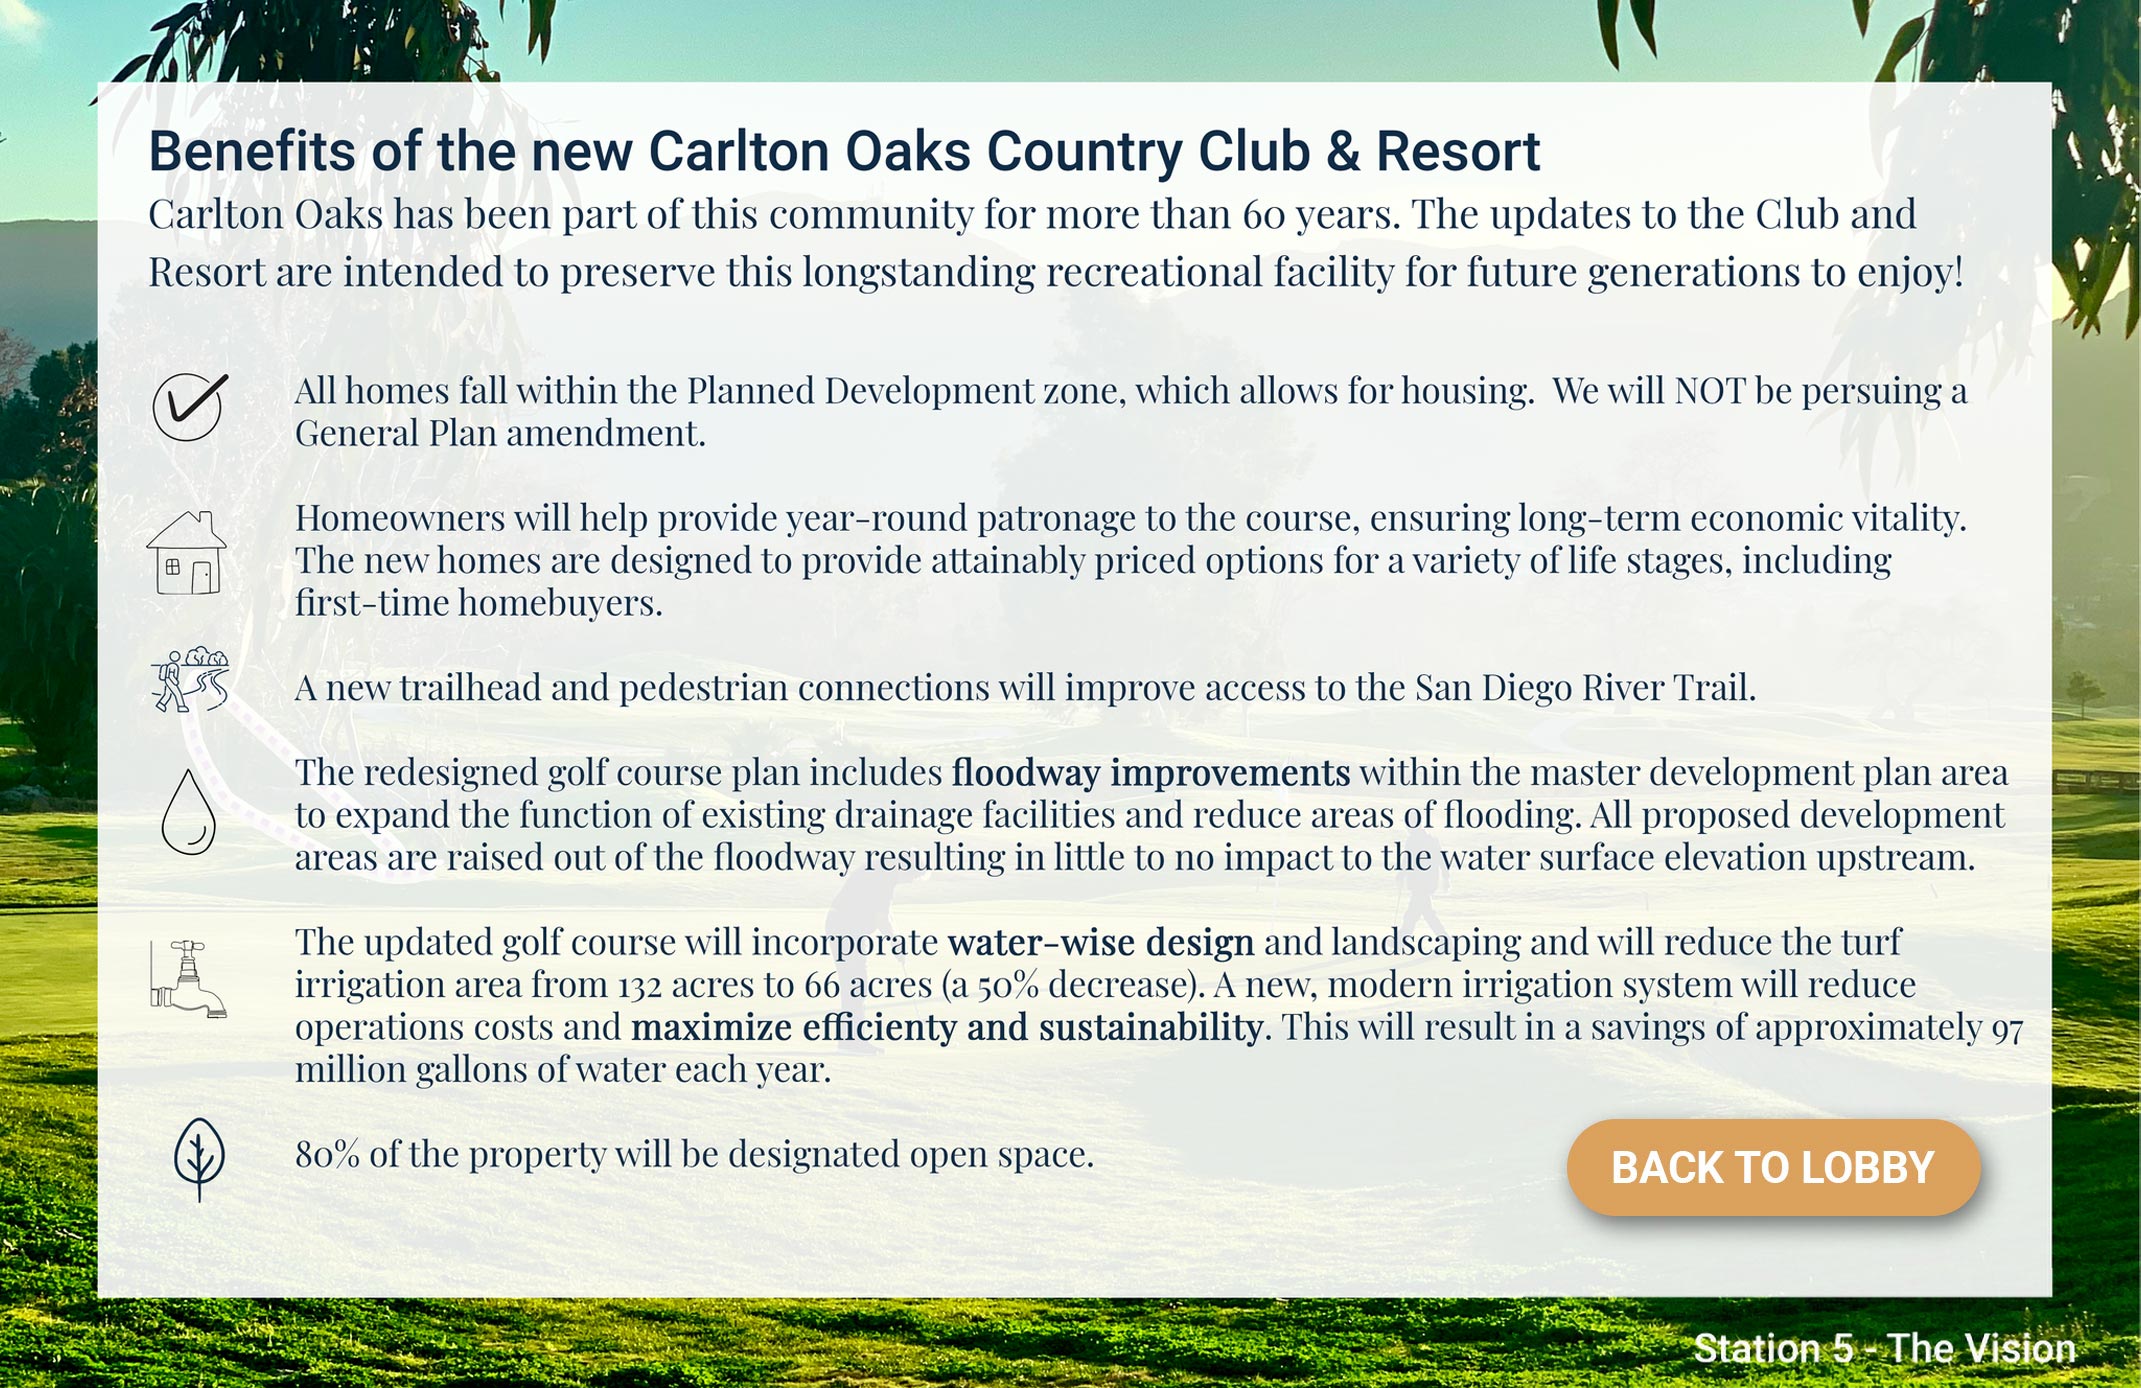 Benefits of the new Carlton Oaks Country Club & Resort
Carlton Oaks has been part of this community for more than 60 years. The updates to the Club and
Resort are intended to preserve this longstanding recreational facility for future generations to enjoy!
All homes fall within the Planned Development zone, which allows for housing.  We will NOT be persuing a
General Plan amendment.
Homeowners will help provide year-round patronage to the course, ensuring long-term economic vitality.
The new homes are designed to provide attainably priced options for a variety of life stages, including
first-time homebuyers.
A new trailhead and pedestrian connections will improve access to the San Diego River Trail.
The redesigned golf course plan includes floodway improvements within the master development plan area
to expand the function of existing drainage facilities and reduce areas of flooding. All proposed development
areas are raised out of the floodway resulting in little to no impact to the water surface elevation upstream.
The updated golf course will incorporate water-wise design and landscaping and will reduce the turf
irrigation area from 132 acres to 66 acres (a 50% decrease). A new, modern irrigation system will reduce
operations costs and maximize efficienty and sustainability. This will result in a savings of approximately 97
million gallons of water each year.
80% of the property will be designated open space.
BACK TO LOBBY
Station 5 - The Vision